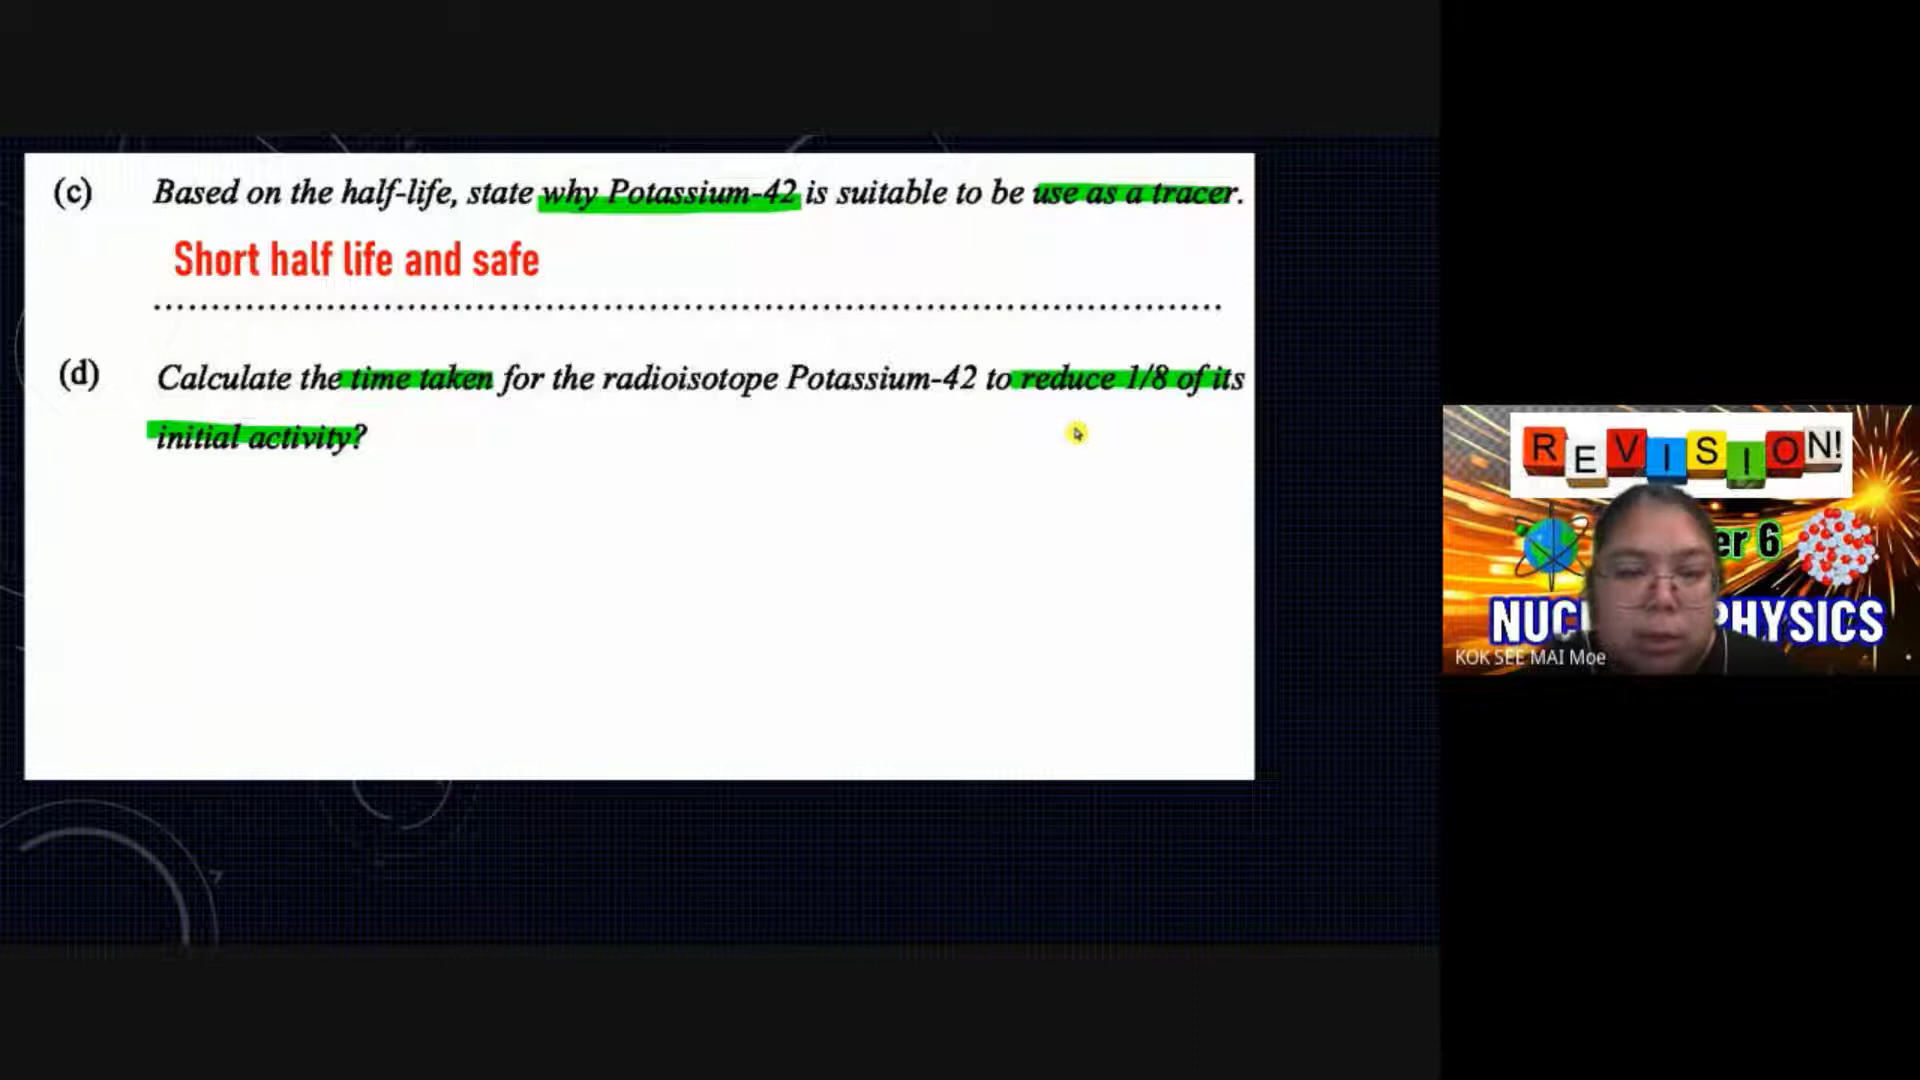 (c) Based on the half-life, state why Potassium-42 is suitable to be use as a tracer.
Short half life and safe
................................................................................
(d) Calculate the time taken for the radioisotope Potassium-42 to reduce 1/8 of its
initial activity?
REVISION!
er 6
NUC PHYSICS
KOK SEE MAI Moe